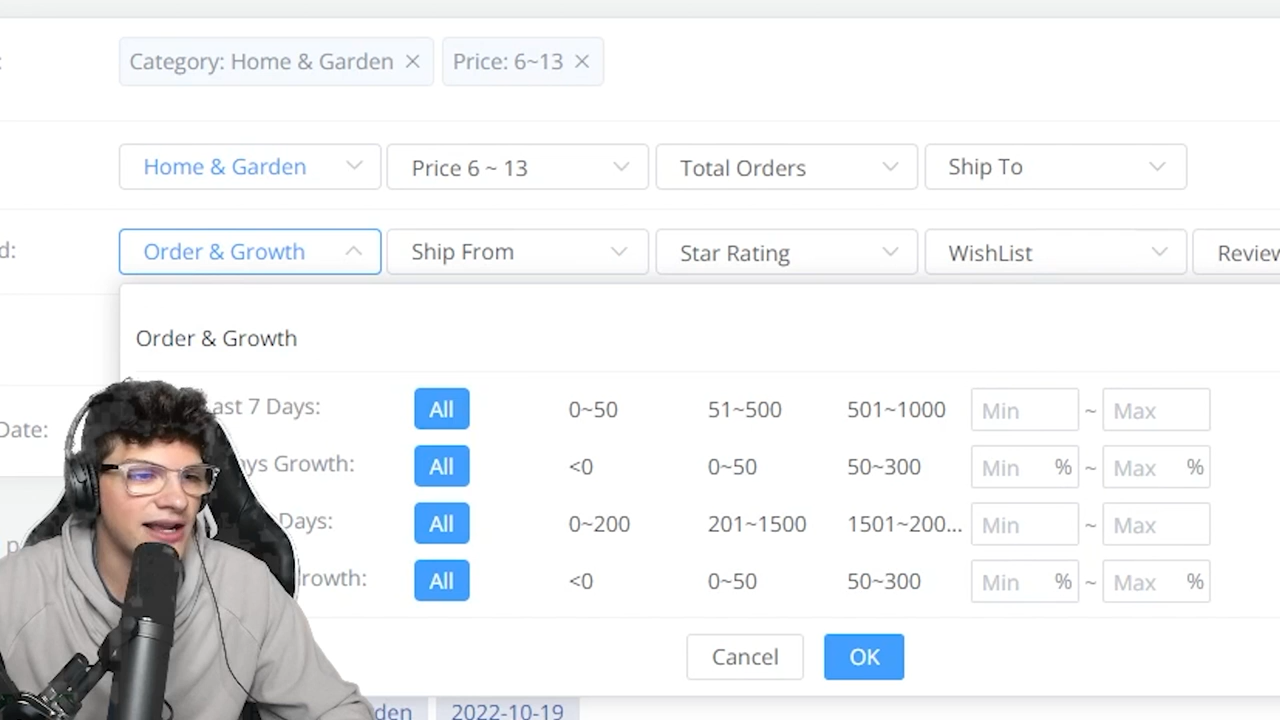 Category: Home & Garden × Price: 6~13 ×
Home & Garden Price 6 ~ 13 Total Orders Ship To
d: Order & Growth Ship From Star Rating WishList Review
Order & Growth
ast 7 Days: All 0~50 51~500 501~1000 Min ~ Max
Date:
ys Growth: All <0 0~50 50~300 Min % ~ Max %
Days: All 0~200 201~1500 1501~200... Min ~ Max
p
rowth: All <0 0~50 50~300 Min % ~ Max %
Cancel OK
den 2022-10-19